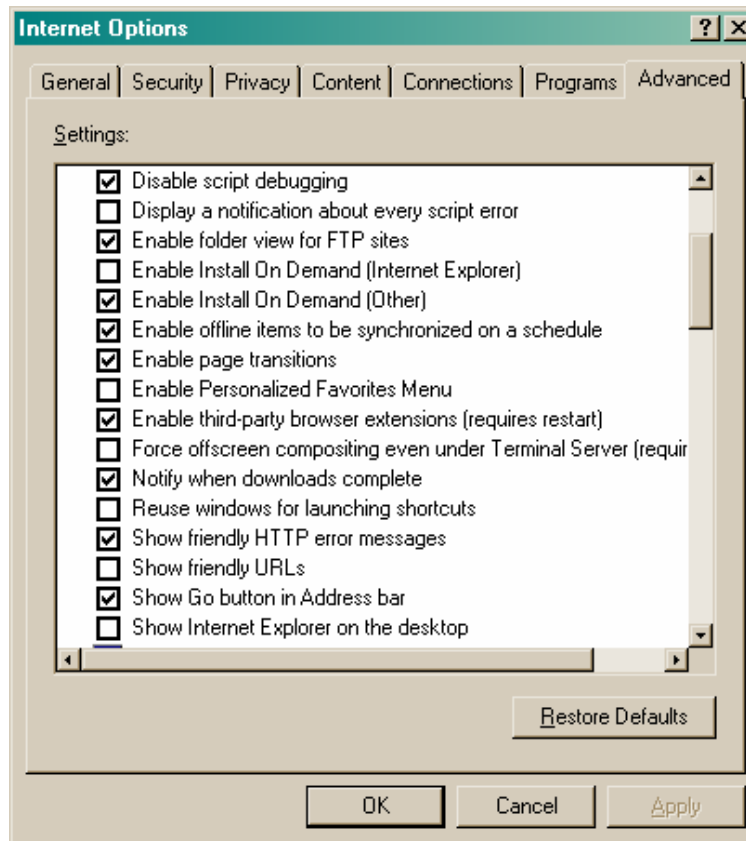 Internet Options
General Security Privacy Content Connections Programs Advanced
Settings:
Disable script debugging
Display a notification about every script error
Enable folder view for FTP sites
Enable Install On Demand (Internet Explorer)
Enable Install On Demand (Other)
Enable offline items to be synchronized on a schedule
Enable page transitions
Enable Personalized Favorites Menu
Enable third-party browser extensions (requires restart)
Force offscreen compositing even under Terminal Server (requir
Notify when downloads complete
Reuse windows for launching shortcuts
Show friendly HTTP error messages
Show friendly URLs
Show Go button in Address bar
Show Internet Explorer on the desktop
Restore Defaults
OK Cancel Apply